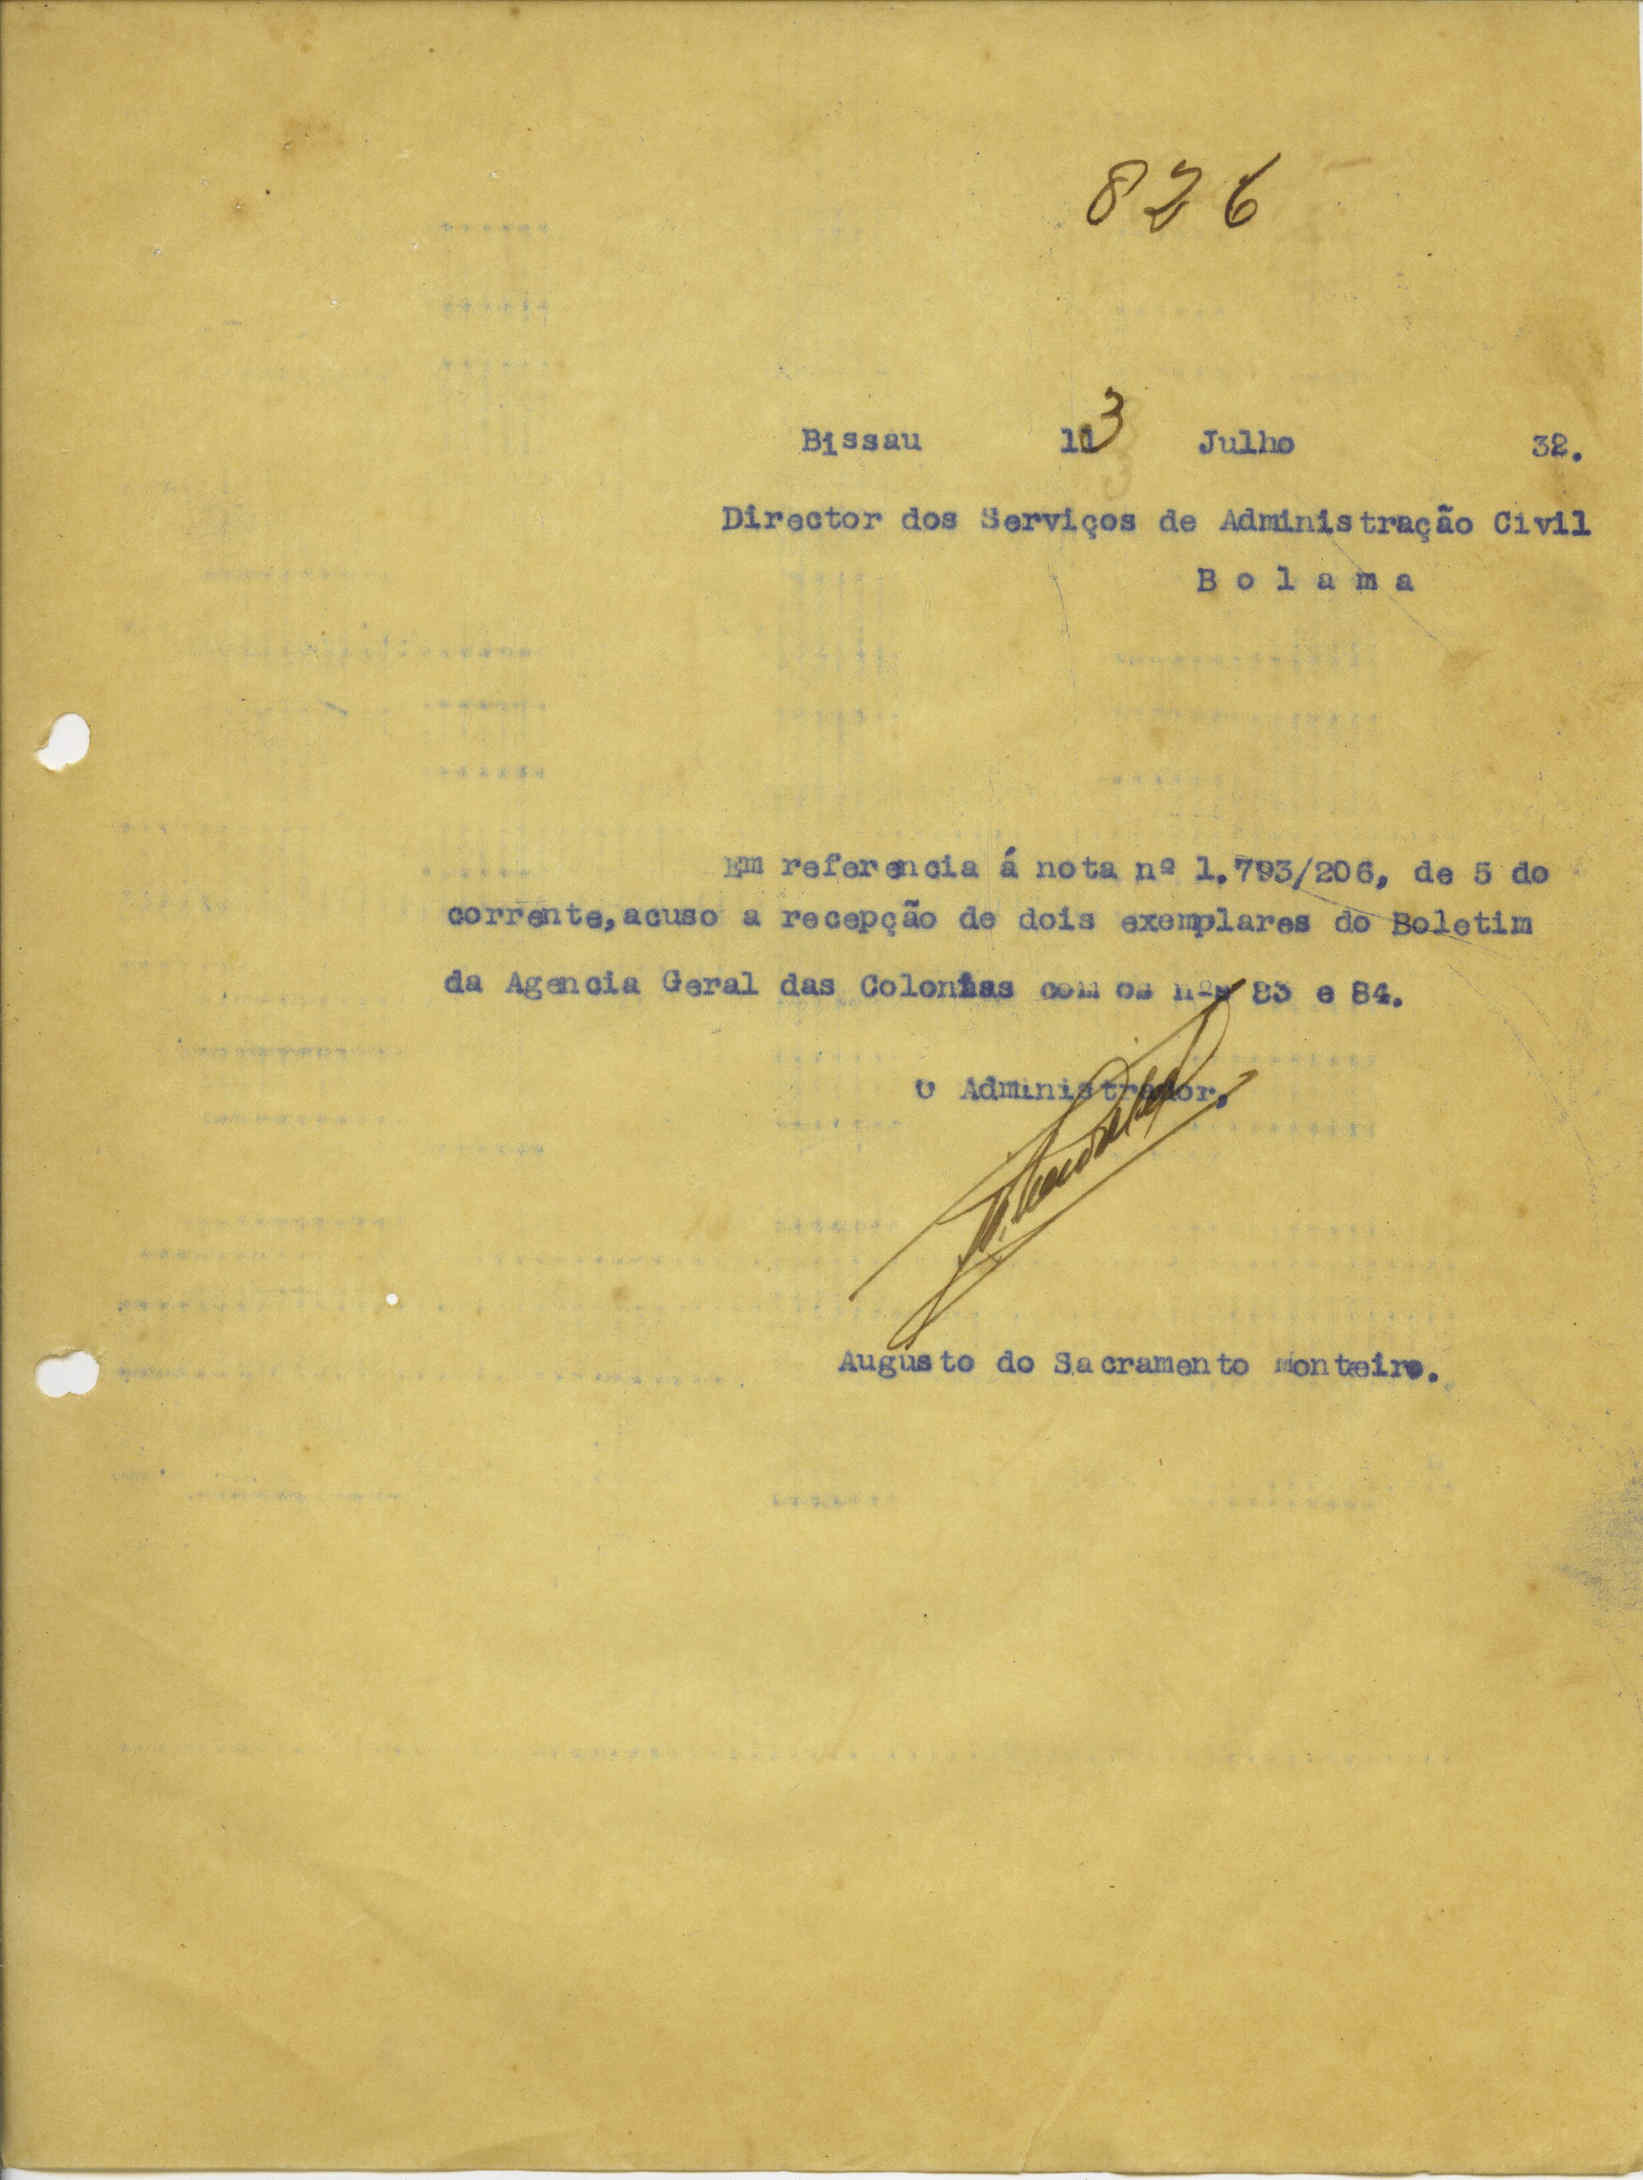 826
Bissau 13 Julho 32.
Director dos Serviços de Administração Civil
Bolama
Em referencia á nota nº 1.793/206, de 5 do
corrente, acuso a recepção de dois exemplares do Boletim
da Agencia Geral das Colonias com os nºs 83 e 84.
O Administrador,
Augusto do Sacramento Monteiro.